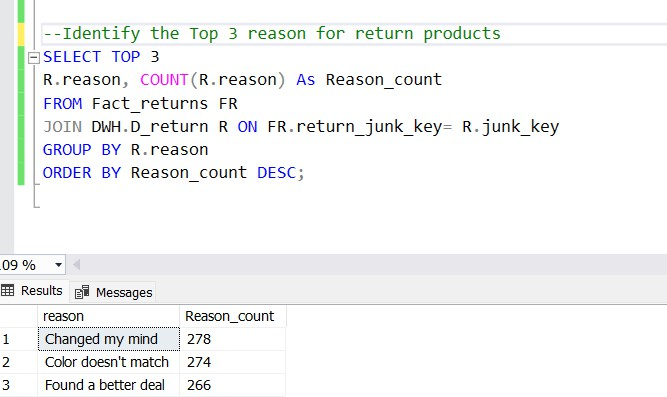 --Identify the Top 3 reason for return products
SELECT TOP 3
R.reason, COUNT(R.reason) As Reason_count
FROM Fact_returns FR
JOIN DWH.D_return R ON FR.return_junk_key= R.junk_key
GROUP BY R.reason
ORDER BY Reason_count DESC;
09 %
Results Messages
reason Reason_count
1 Changed my mind 278
2 Color doesn't match 274
3 Found a better deal 266